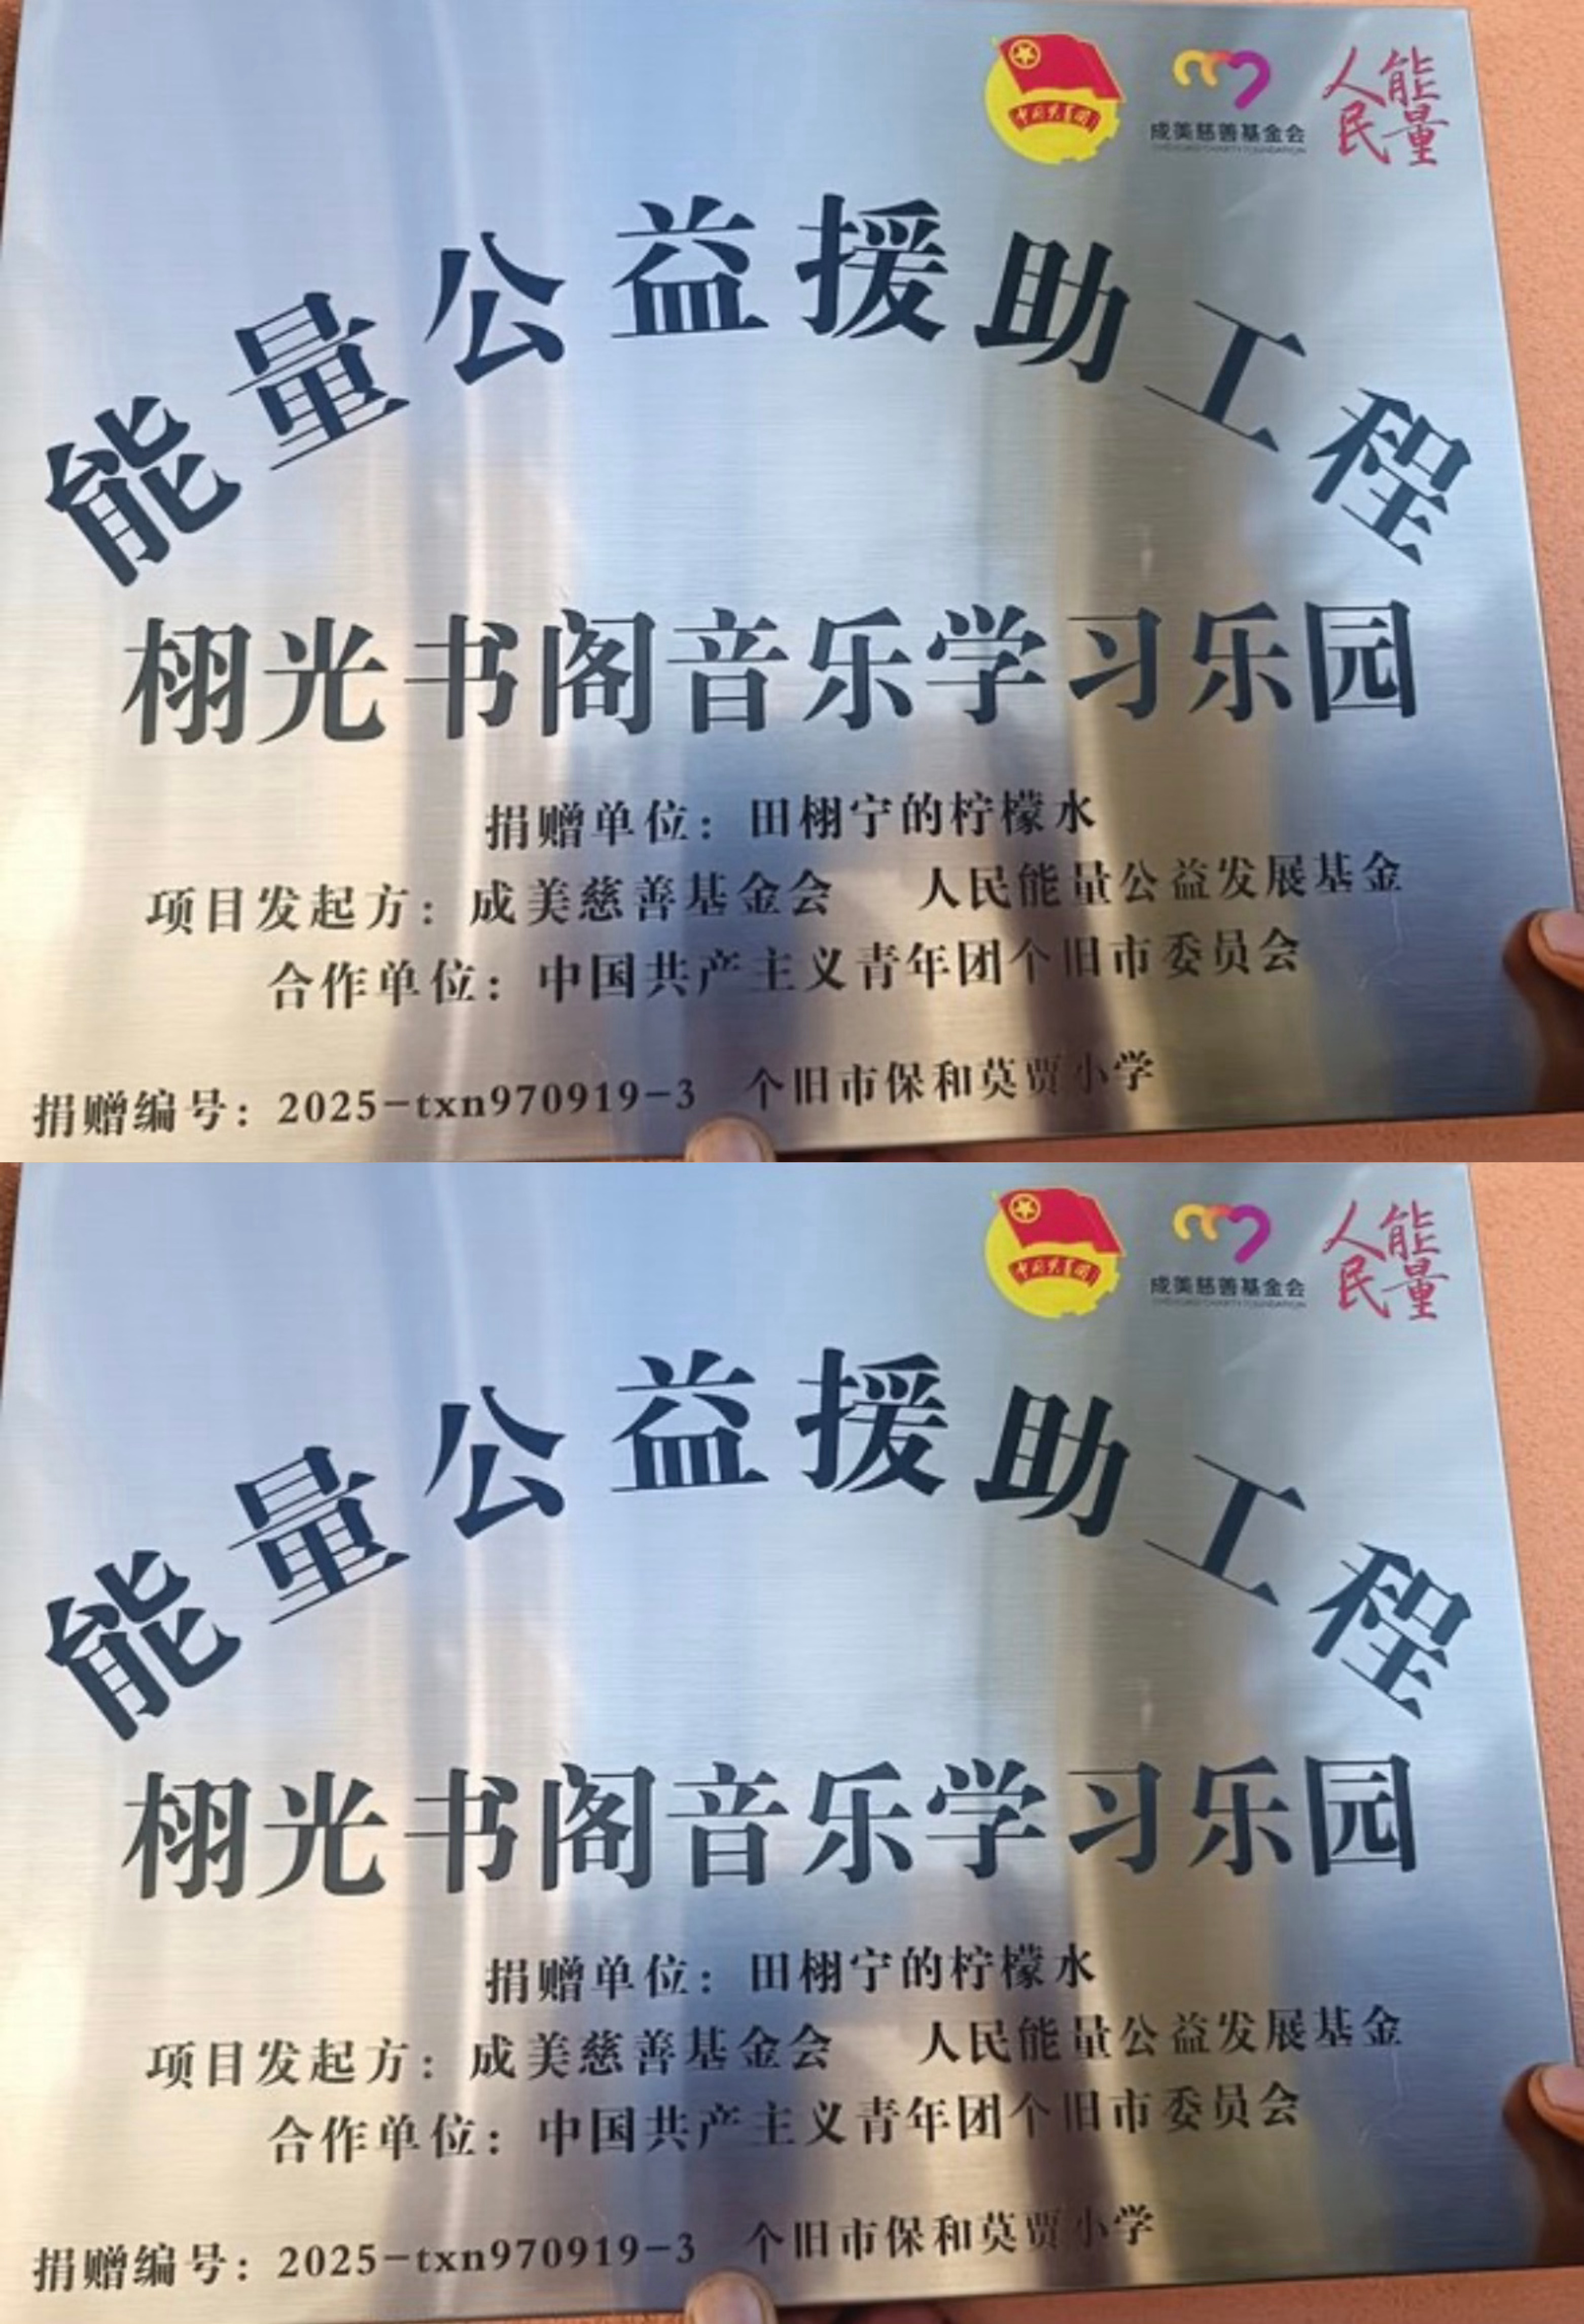 中国共青团
成美慈善基金会
人民能量
能量公益援助工程
栩光书阁音乐学习乐园
捐赠单位：田栩宁的柠檬水
项目发起方：成美慈善基金会 人民能量公益发展基金
合作单位：中国共产主义青年团个旧市委员会
捐赠编号：2025-txn970919-3 个旧市保和莫贾小学
中国共青团
成美慈善基金会
人民能量
能量公益援助工程
栩光书阁音乐学习乐园
捐赠单位：田栩宁的柠檬水
项目发起方：成美慈善基金会 人民能量公益发展基金
合作单位：中国共产主义青年团个旧市委员会
捐赠编号：2025-txn970919-3 个旧市保和莫贾小学